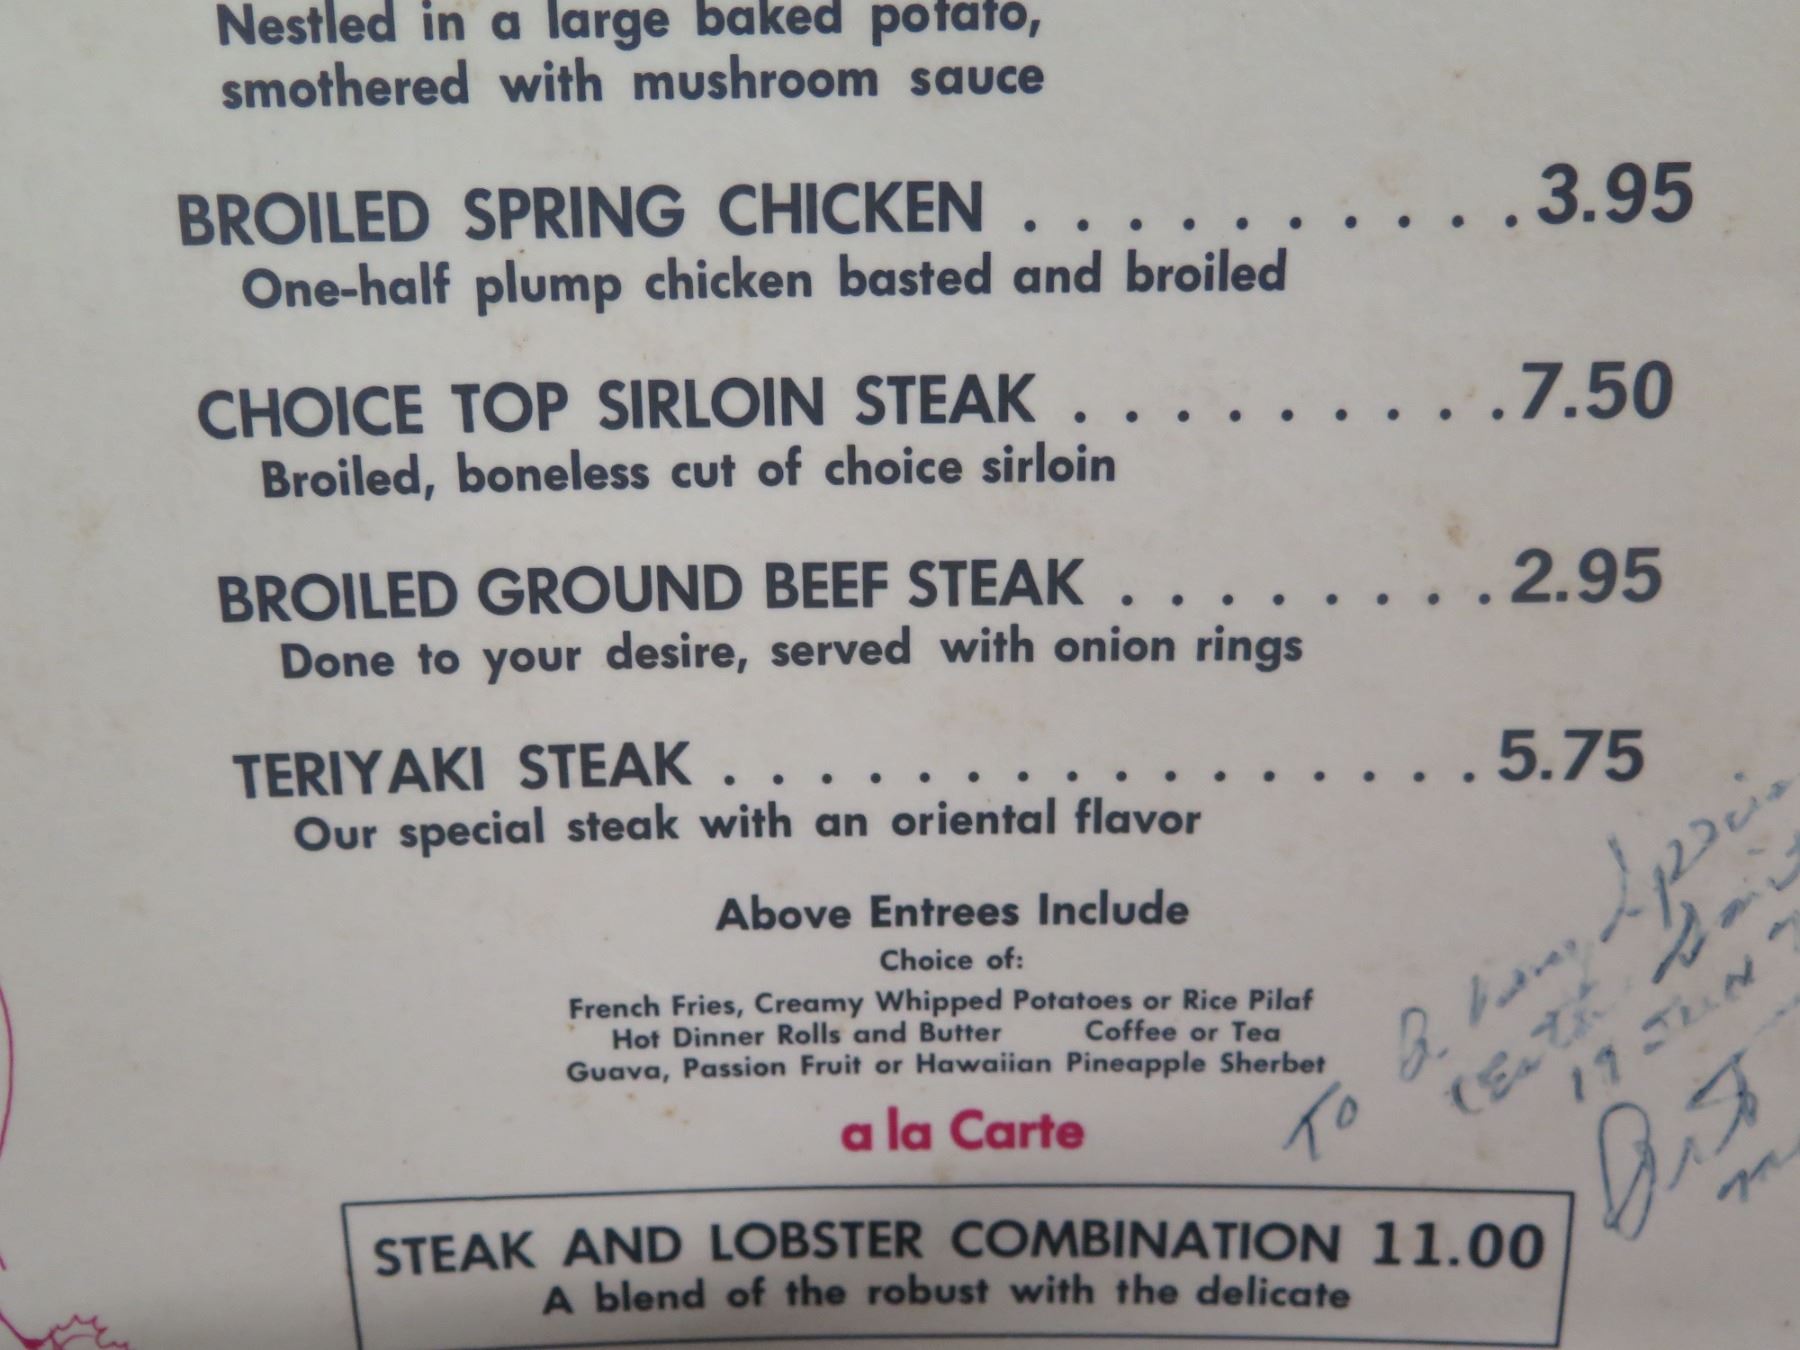 Nestled in a large baked potato,
smothered with mushroom sauce
BROILED SPRING CHICKEN . . . . . . . . . . 3.95
One-half plump chicken basted and broiled
CHOICE TOP SIRLOIN STEAK . . . . . . . . . 7.50
Broiled, boneless cut of choice sirloin
BROILED GROUND BEEF STEAK . . . . . . . . 2.95
Done to your desire, served with onion rings
TERIYAKI STEAK . . . . . . . . . . . . . . . . 5.75
Our special steak with an oriental flavor
Above Entrees Include
Choice of:
French Fries, Creamy Whipped Potatoes or Rice Pilaf
Hot Dinner Rolls and Butter Coffee or Tea
Guava, Passion Fruit or Hawaiian Pineapple Sherbet
To
19
a la Carte
STEAK AND LOBSTER COMBINATION 11.00
A blend of the robust with the delicate